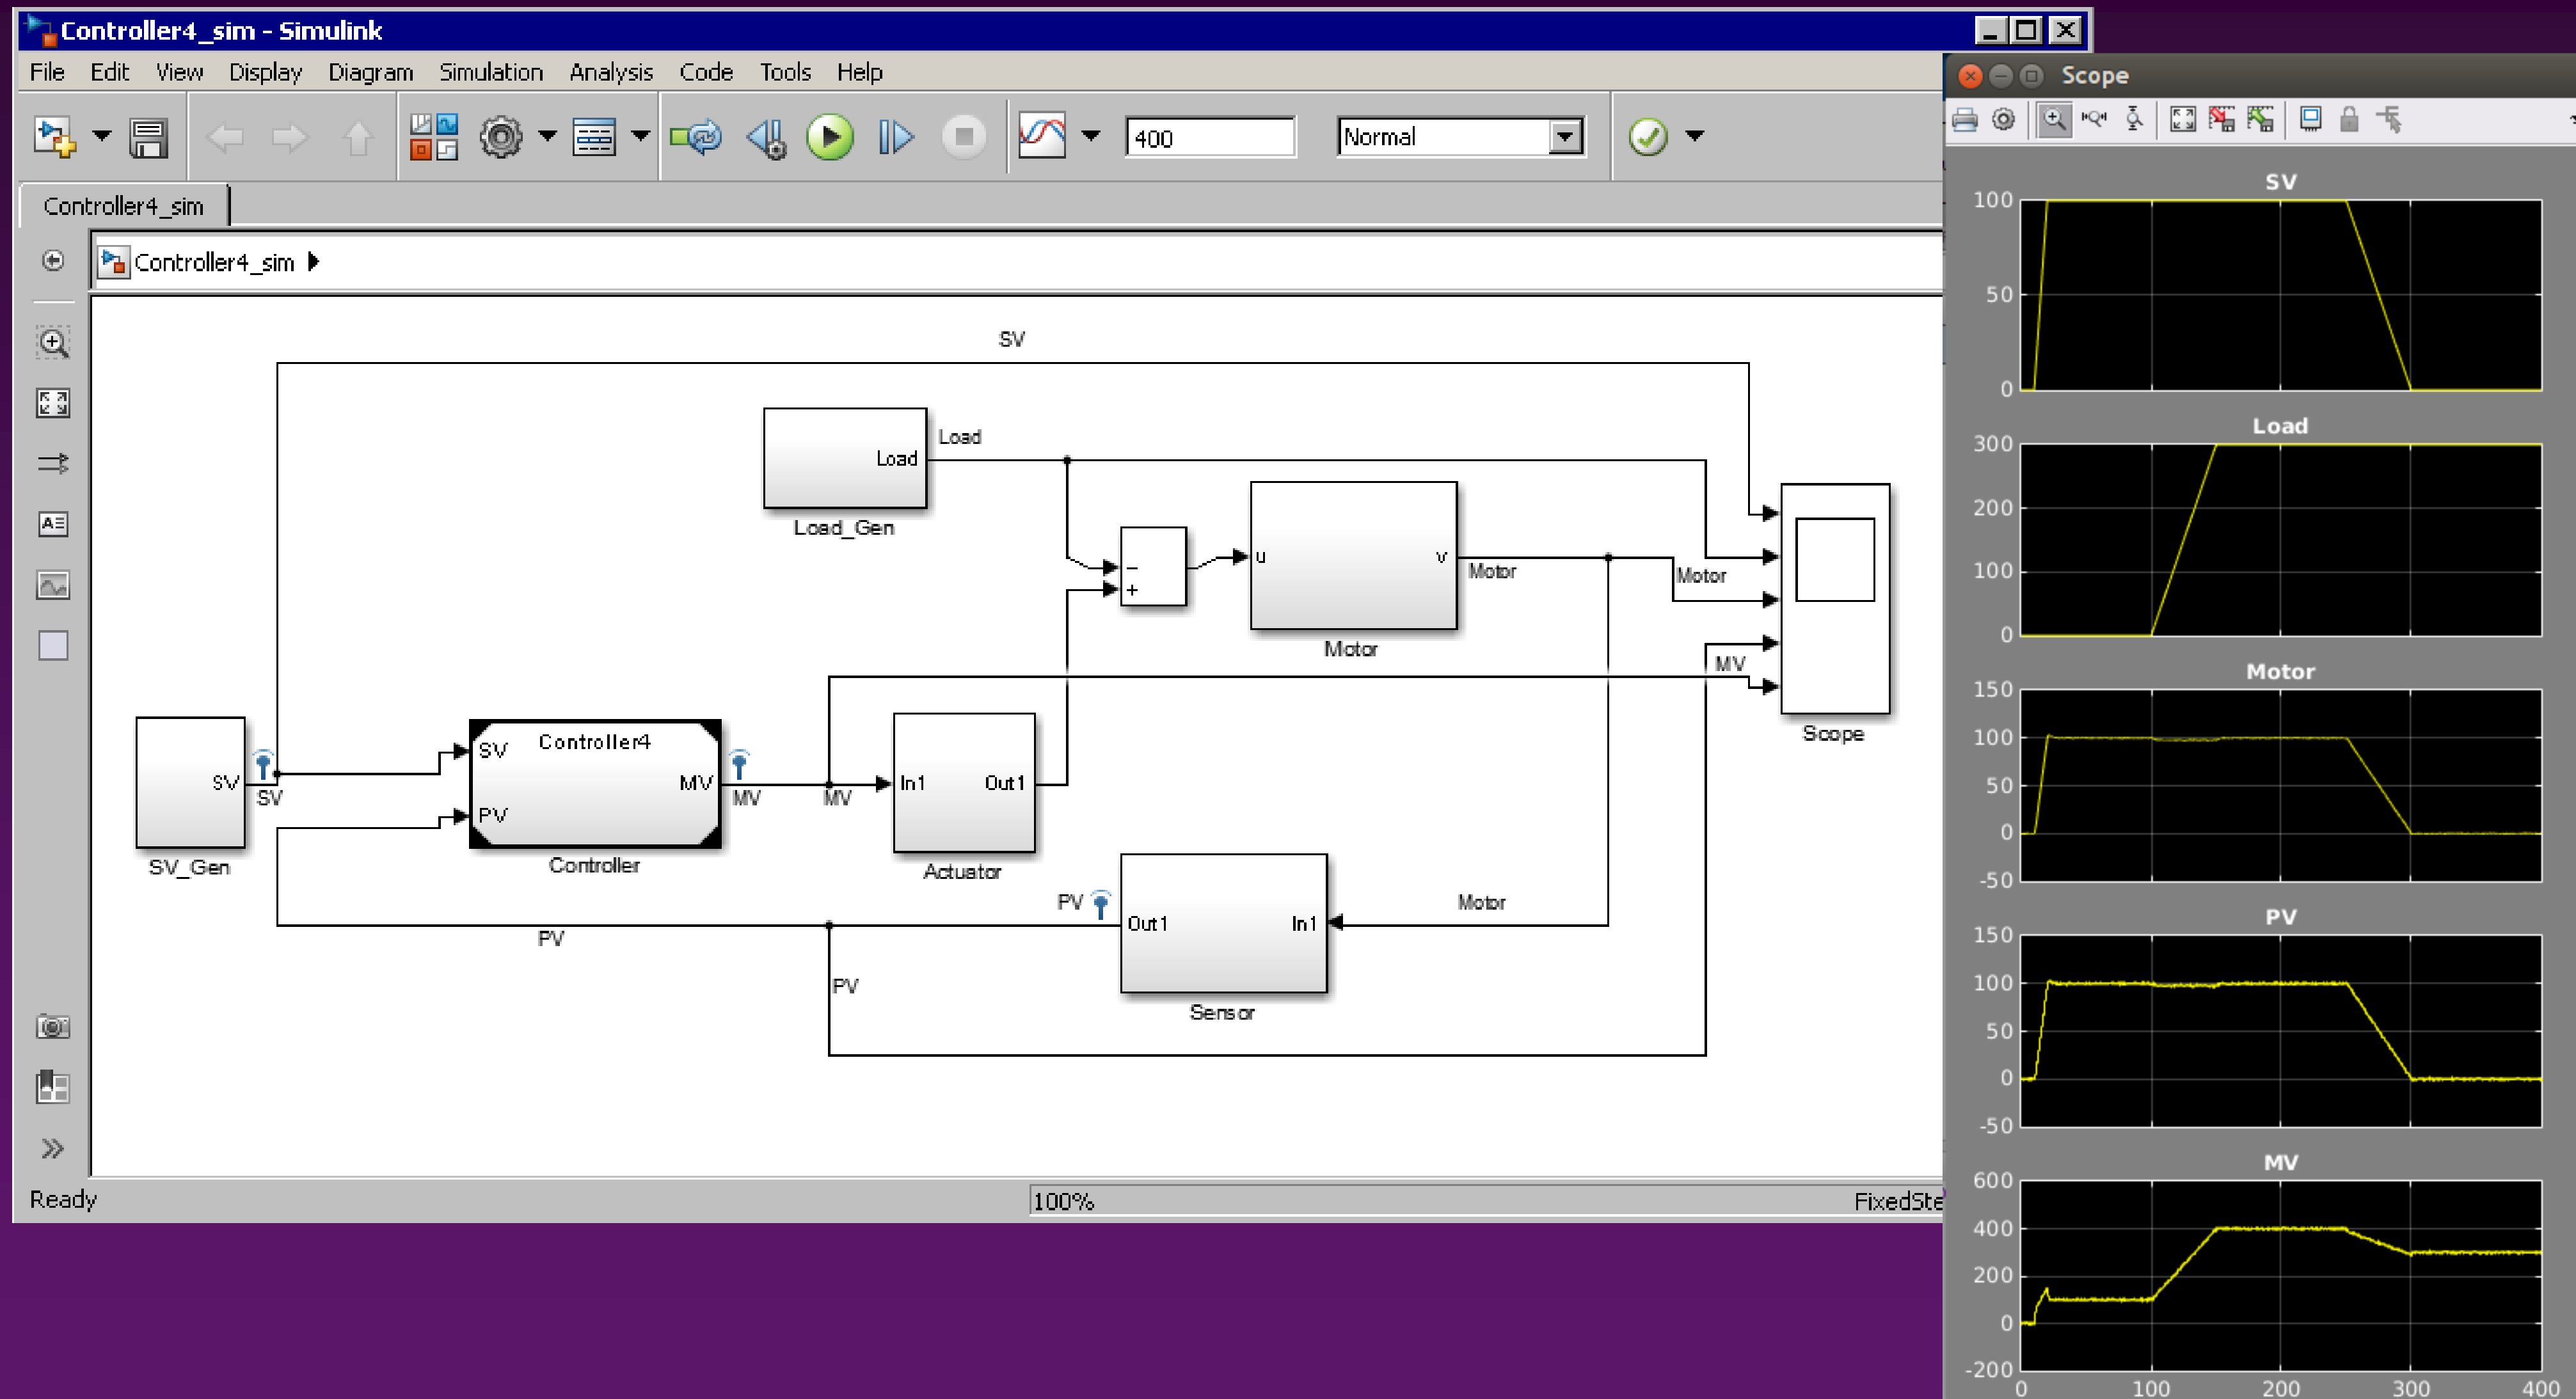 Controller4_sim - Simulink
File Edit View Display Diagram Simulation Analysis Code Tools Help
400 Normal
Controller4_sim
Controller4_sim
SV
Load
Load
Load_Gen
-
+
u v
Motor
Motor
Motor
MV
Scope
SV
SV
SV_Gen
SV Controller4
MV
PV
Controller
MV
MV
In1 Out1
Actuator
PV
Out1 In1
Sensor
Motor
PV
PV
Ready 100% FixedSte
Scope
SV
100
50
0
Load
300
200
100
0
Motor
150
100
50
0
-50
PV
150
100
50
0
-50
MV
600
400
200
0
-200
0 100 200 300 400